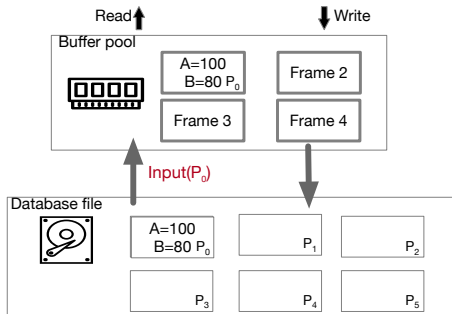 Read
Write
Buffer pool
A=100
B=80 P₀
Frame 2
Frame 3
Frame 4
Input(P₀)
Database file
A=100
B=80 P₀
P₁
P₂
P₃
P₄
P₅